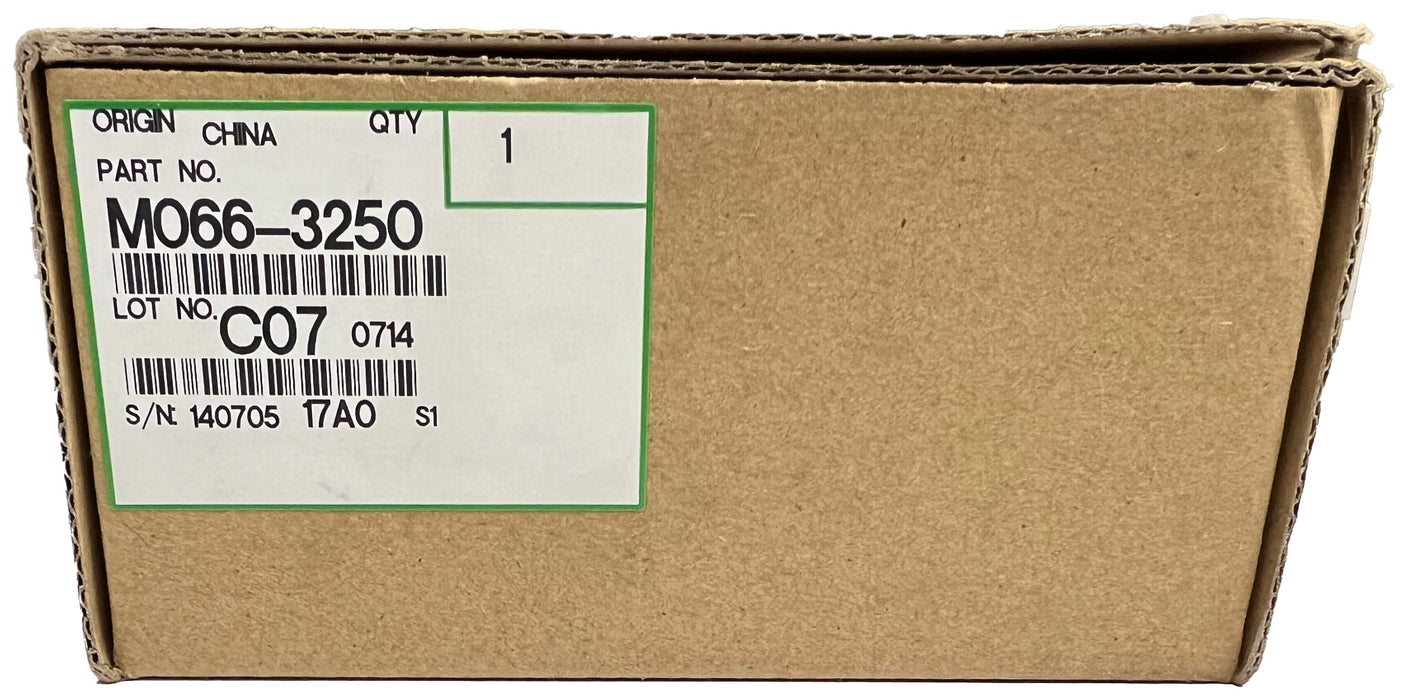 ORIGIN CHINA QTY 1
PART NO.
M066-3250
LOT NO. C07 0714
S/N: 140705 17A0 S1